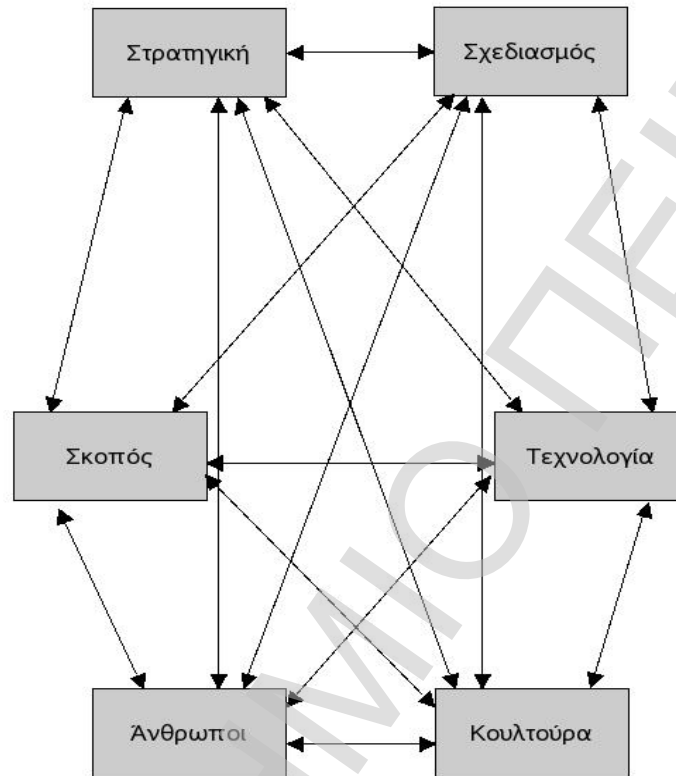 Στρατηγική
Σχεδιασμός
Σκοπός
Τεχνολογία
Άνθρωποι
Κουλτούρα